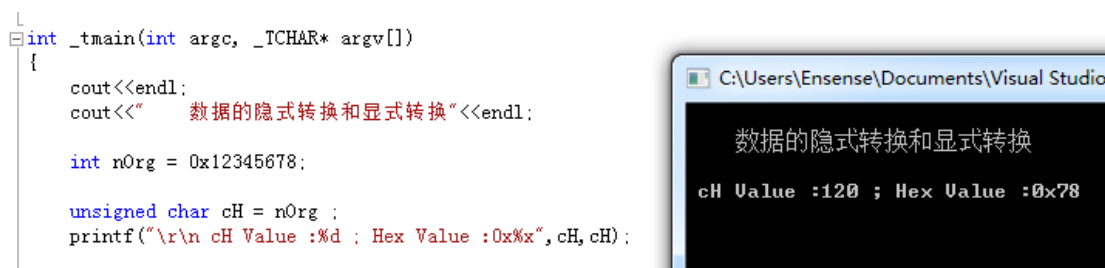 int _tmain(int argc, _TCHAR* argv[])
{
cout<<endl;
cout<<"    数据的隐式转换和显式转换"<<endl;
int nOrg = 0x12345678;
unsigned char cH = nOrg ;
printf("\r\n cH Value :%d ; Hex Value :0x%x",cH,cH);
C:\Users\Ensense\Documents\Visual Studio
数据的隐式转换和显式转换
cH Value :120 ; Hex Value :0x78